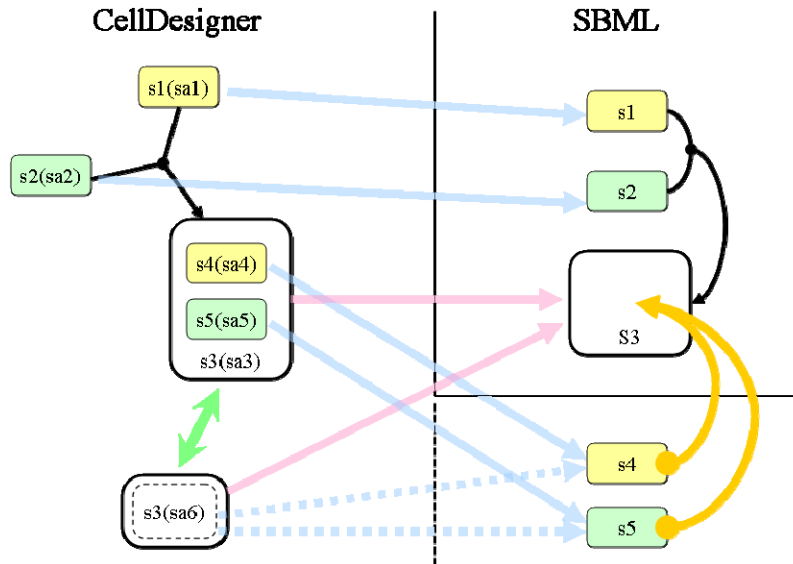 CellDesigner
SBML
s1(sa1)
s1
s2(sa2)
s2
s4(sa4)
s5(sa5)
s3(sa3)
S3
s4
s3(sa6)
s5